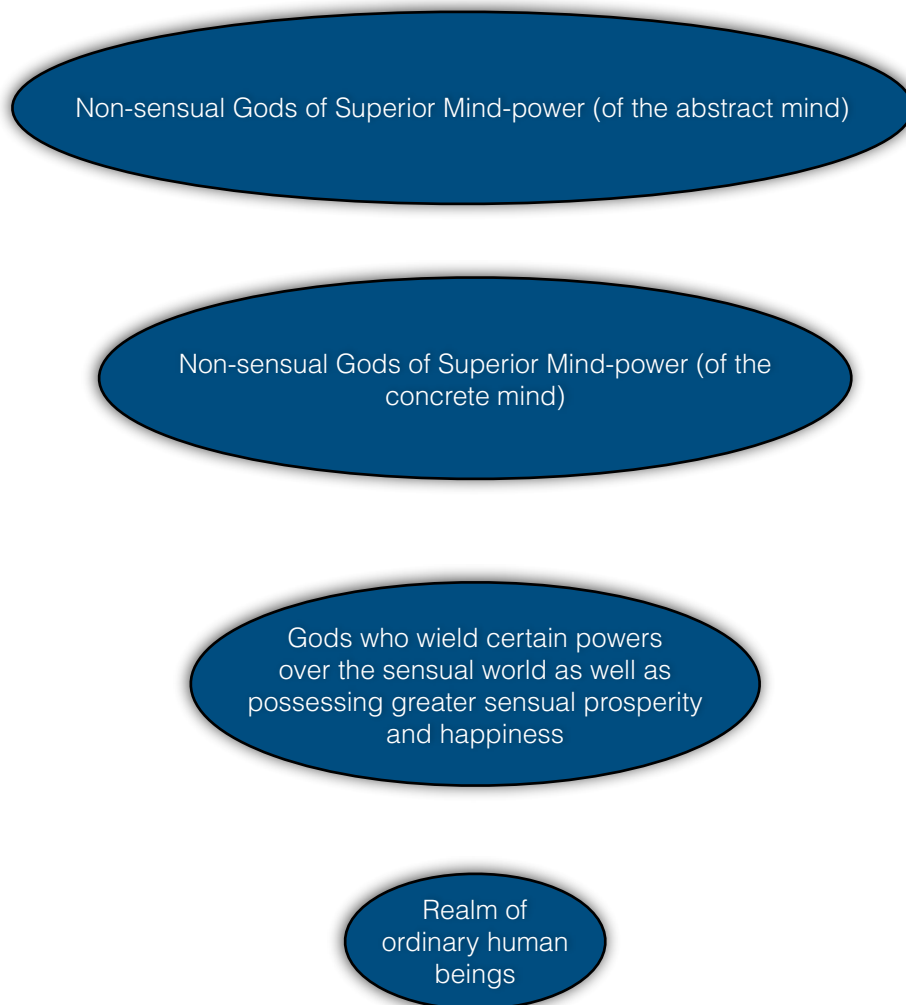 Non-sensual Gods of Superior Mind-power (of the abstract mind)
Non-sensual Gods of Superior Mind-power (of the
concrete mind)
Gods who wield certain powers
over the sensual world as well as
possessing greater sensual prosperity
and happiness
Realm of
ordinary human
beings